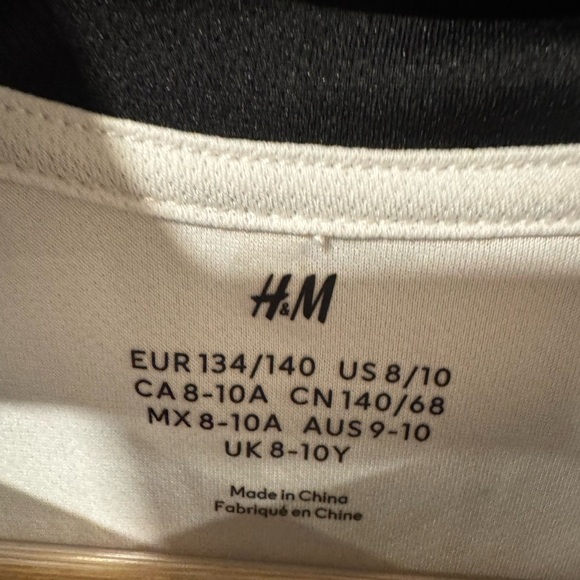 H&M
EUR 134/140 US 8/10
CA 8-10A CN 140/68
MX 8-10A AUS 9-10
UK 8-10Y
Made in China
Fabriqué en Chine